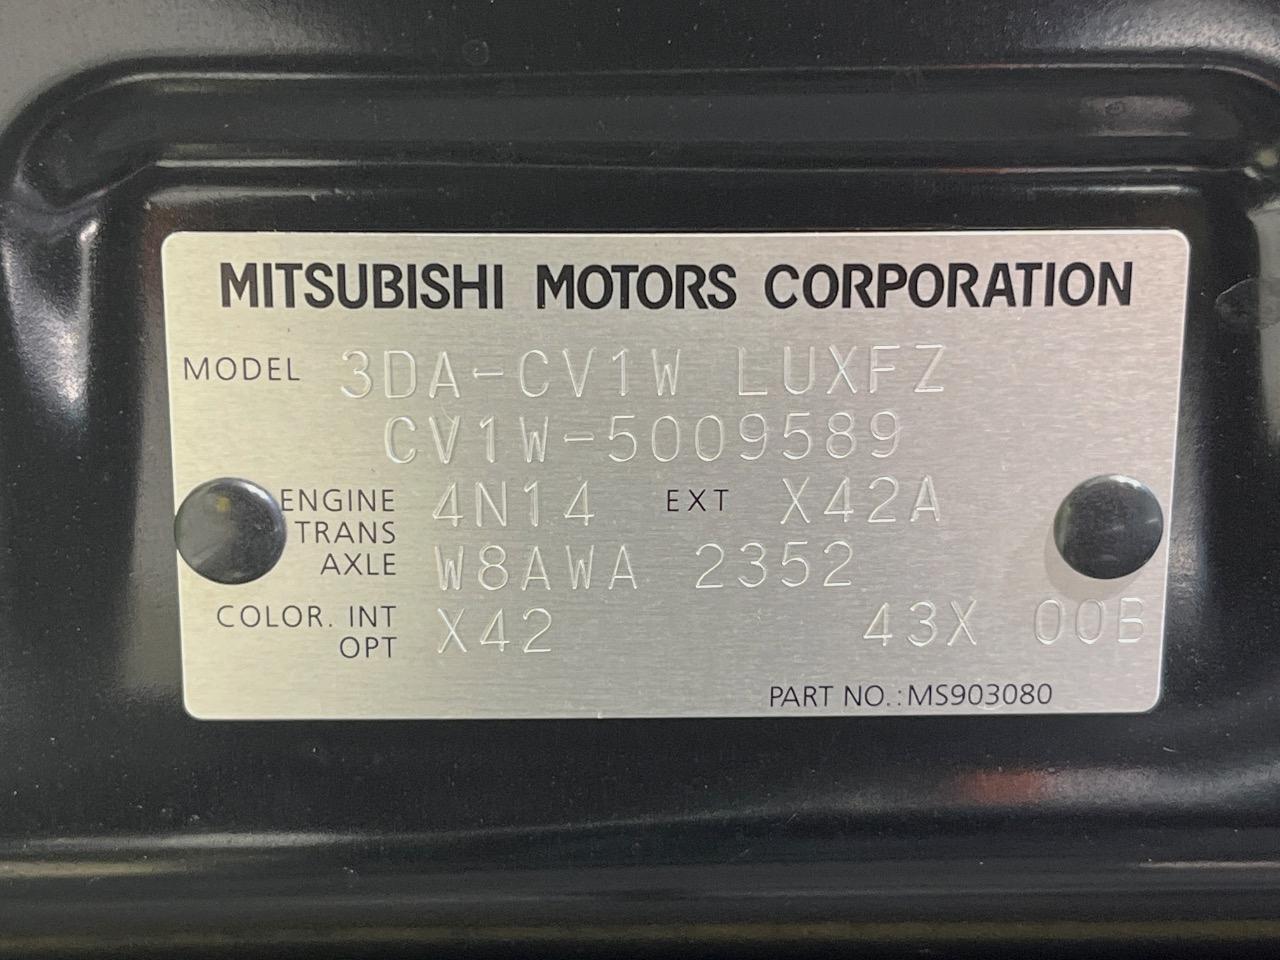 MITSUBISHI MOTORS CORPORATION
MODEL 3DA-CV1W LUXFZ
CV1W-5009589
ENGINE 4N14 EXT X42A
TRANS
AXLE W8AWA 2352
COLOR. INT X42 43X 00B
OPT
PART NO.:MS903080